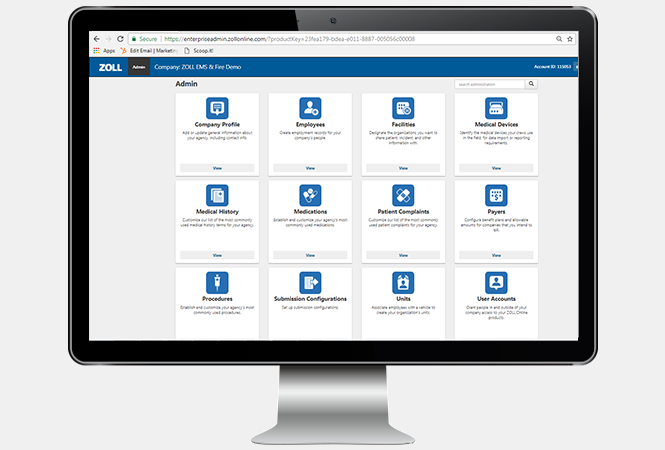 Secure https://enterpriseadmin.zollonline.com/?productKey=23fea179-bdea-e011-8887-005056c00008
Apps Edit Email | Marketing Scoop.it!
ZOLL Admin Company: ZOLL EMS & Fire Demo Account ID: 115053
Admin search administration
Company Profile
Add or update general information about
your agency, including contact info.
View
Employees
Create employment records for your
company's people.
View
Facilities
Designate the organizations you want to
share patient, incident, and other
information with.
View
Medical Devices
Identify the medical devices your crews use
in the field, for data import or reporting
requirements.
View
Medical History
Customize our list of the most commonly
used medical history terms for your agency.
View
Medications
Establish and customize your agency's most
commonly used medications.
View
Patient Complaints
Customize our list of the most commonly
used patient complaints for your agency.
View
Payers
Configure benefit plans and allowable
amounts for companies that you intend to
bill.
View
Procedures
Establish and customize your agency's most
commonly used procedures.
Submission Configurations
Set up submission configurations.
Units
Associate employees with a vehicle to
create your organization's units.
User Accounts
Grant people in and outside of your
company access to your ZOLL Online
products.